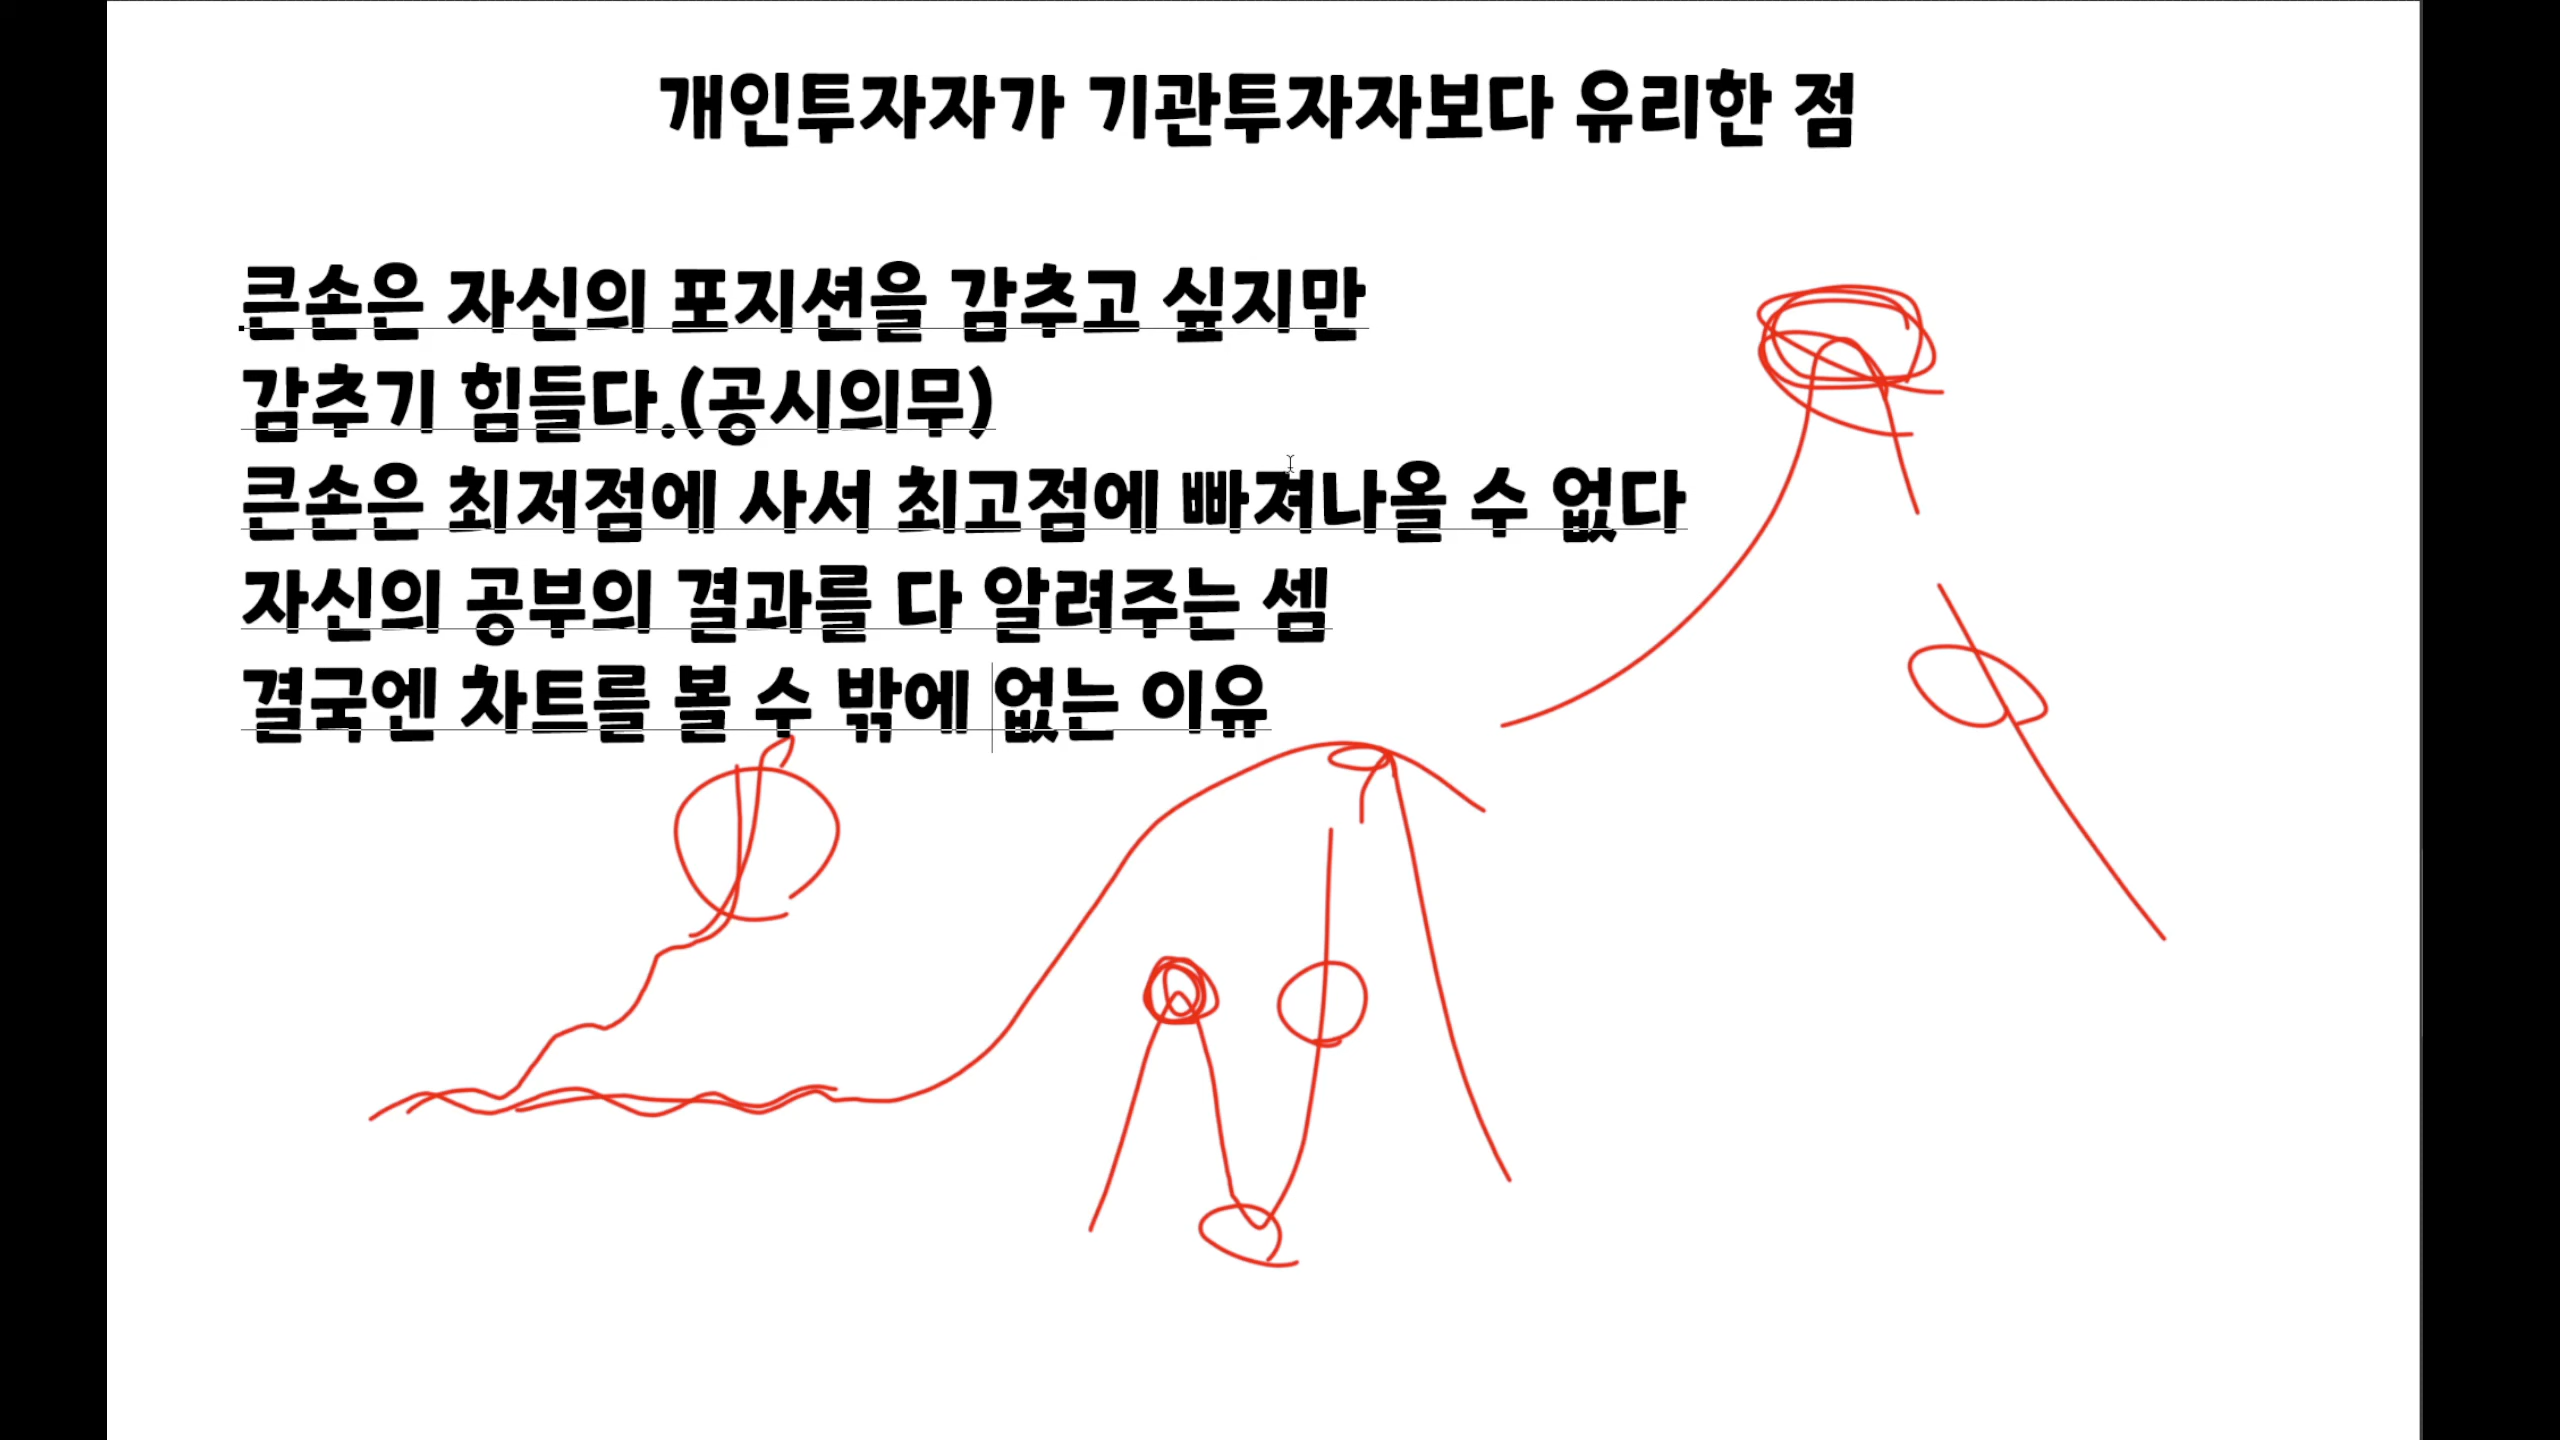 개인투자자가 기관투자자보다 유리한 점
큰손은 자신의 포지션을 감추고 싶지만
감추기 힘들다.(공시의무)
큰손은 최저점에 사서 최고점에 빠져나올 수 없다
자신의 공부의 결과를 다 알려주는 셈
결국엔 차트를 볼 수 밖에 없는 이유